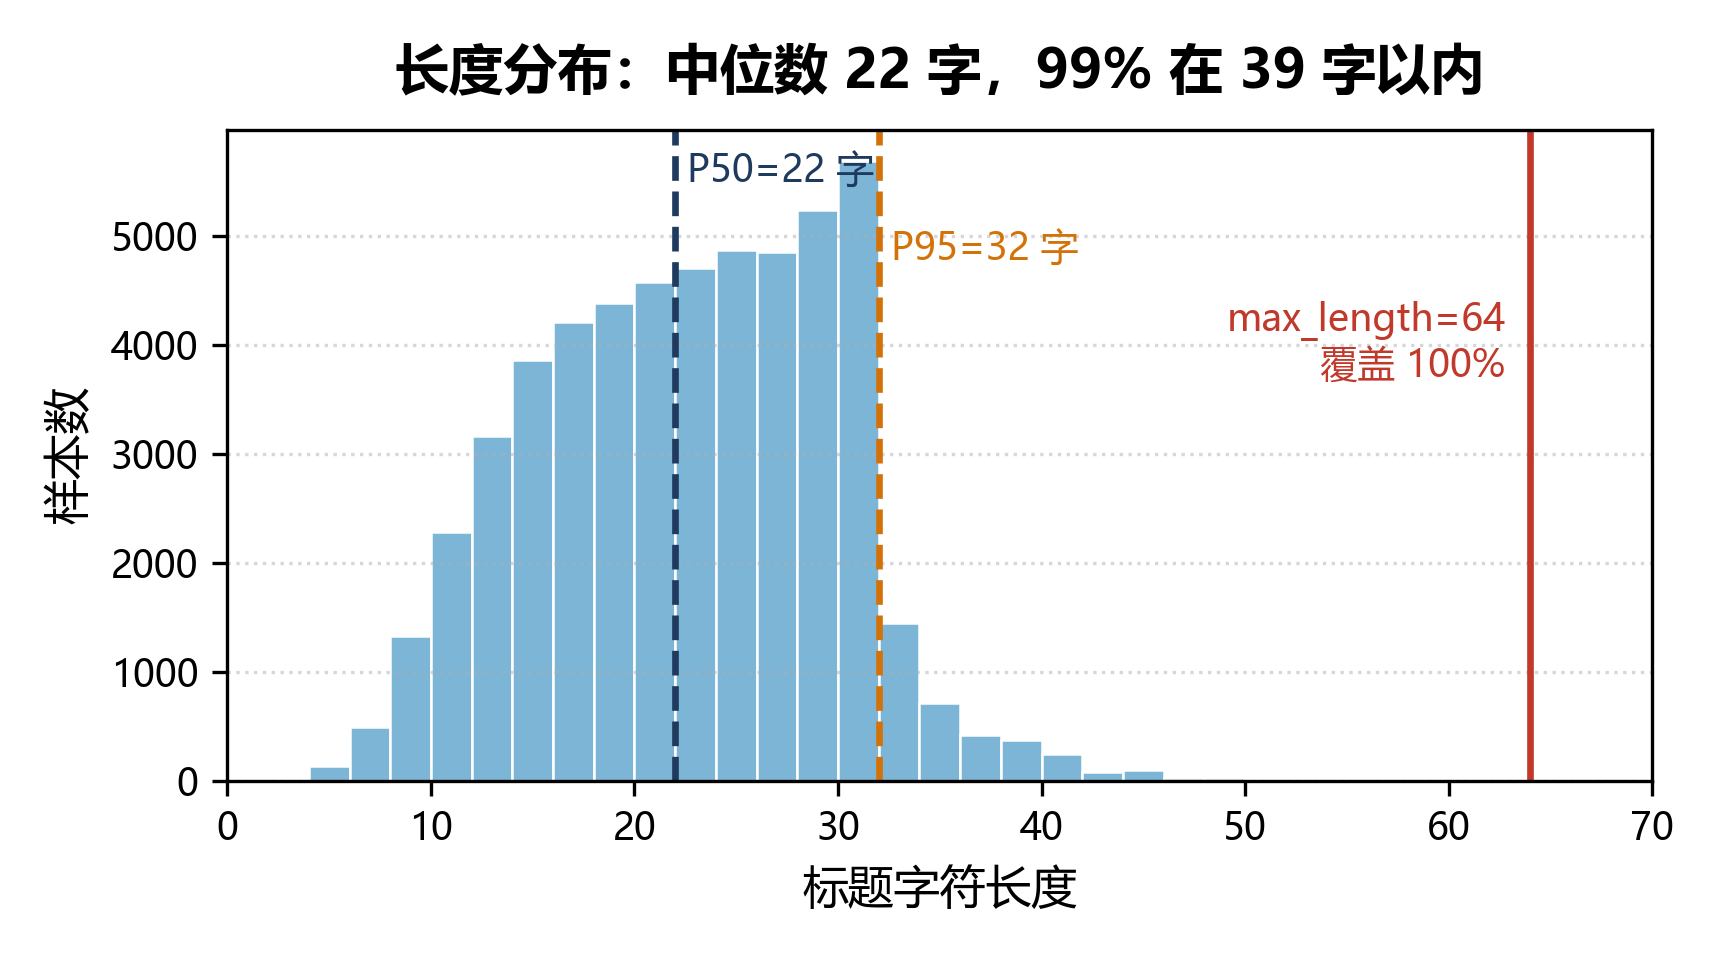 长度分布：中位数 22 字，99% 在 39 字以内
P50=22 字
P95=32 字
max_length=64
覆盖 100%
样本数
5000
4000
3000
2000
1000
0
0 10 20 30 40 50 60 70
标题字符长度